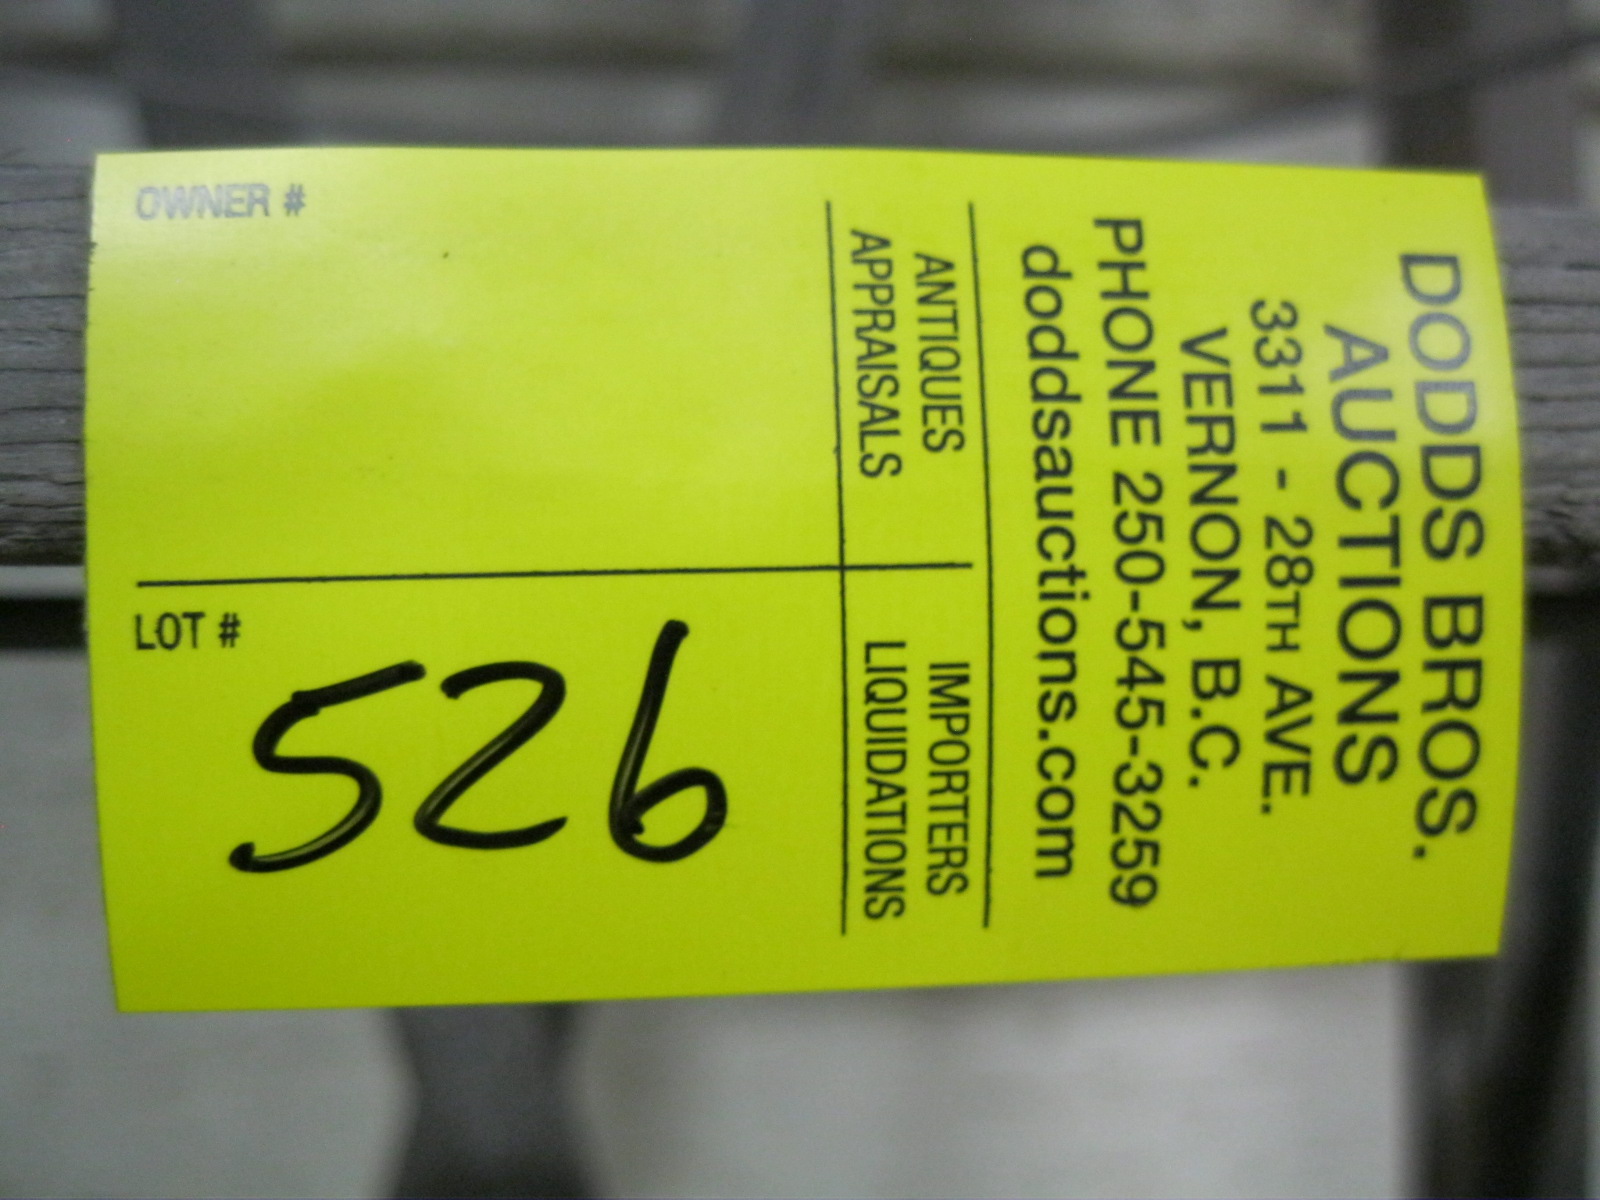 DODDS BROS.
AUCTIONS
3311 - 28TH AVE.
VERNON, B.C.
PHONE 250-545-3259
doddsauctions.com
ANTIQUES
APPRAISALS
IMPORTERS
LIQUIDATIONS
OWNER #
LOT #
526